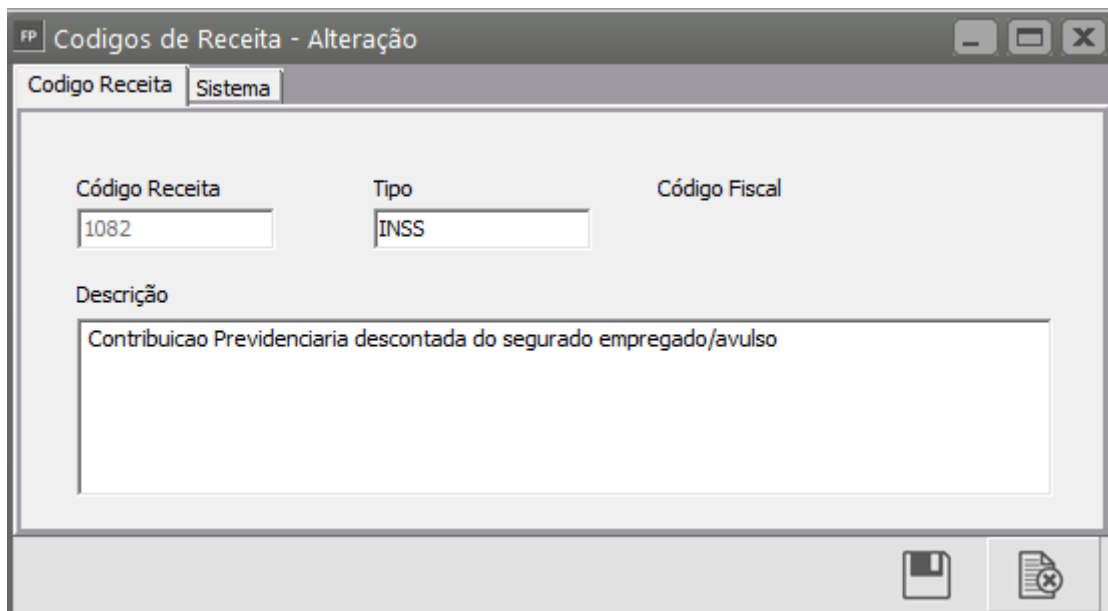 FP Codigos de Receita - Alteração
Codigo Receita Sistema
Código Receita Tipo Código Fiscal
1082 INSS
Descrição
Contribuicao Previdenciaria descontada do segurado empregado/avulso